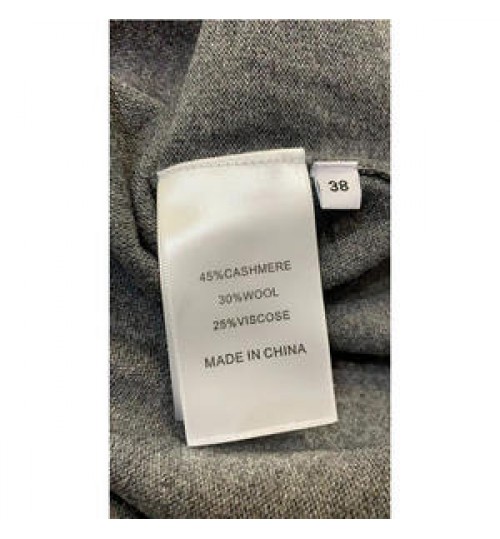 38
45%CASHMERE
30%WOOL
25%VISCOSE
MADE IN CHINA